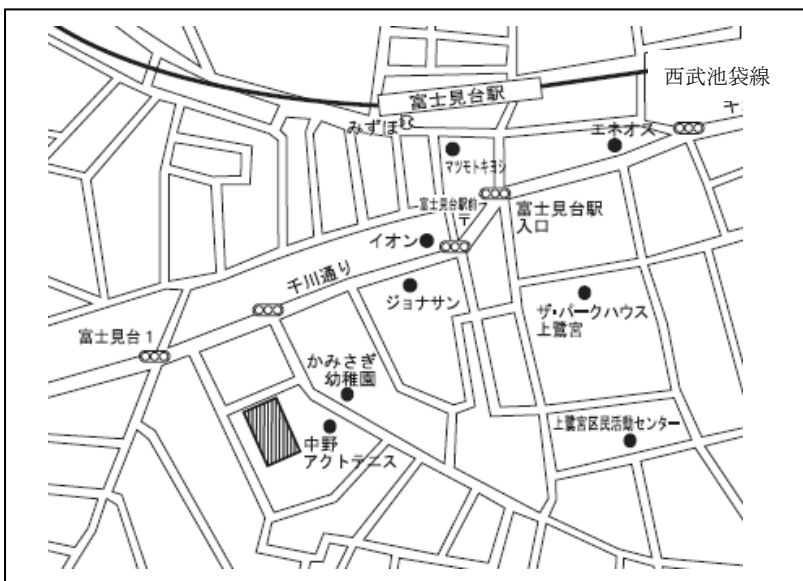 西武池袋線
富士見台駅
みずほ
エネオス
マツモトキヨシ
富士見台駅前
〒
富士見台駅
入口
イオン
千川通り
ジョナサン
ザ・パークハウス
上鷺宮
富士見台1
かみさぎ
幼稚園
上鷺宮区民活動センター
中野
アクトテニス